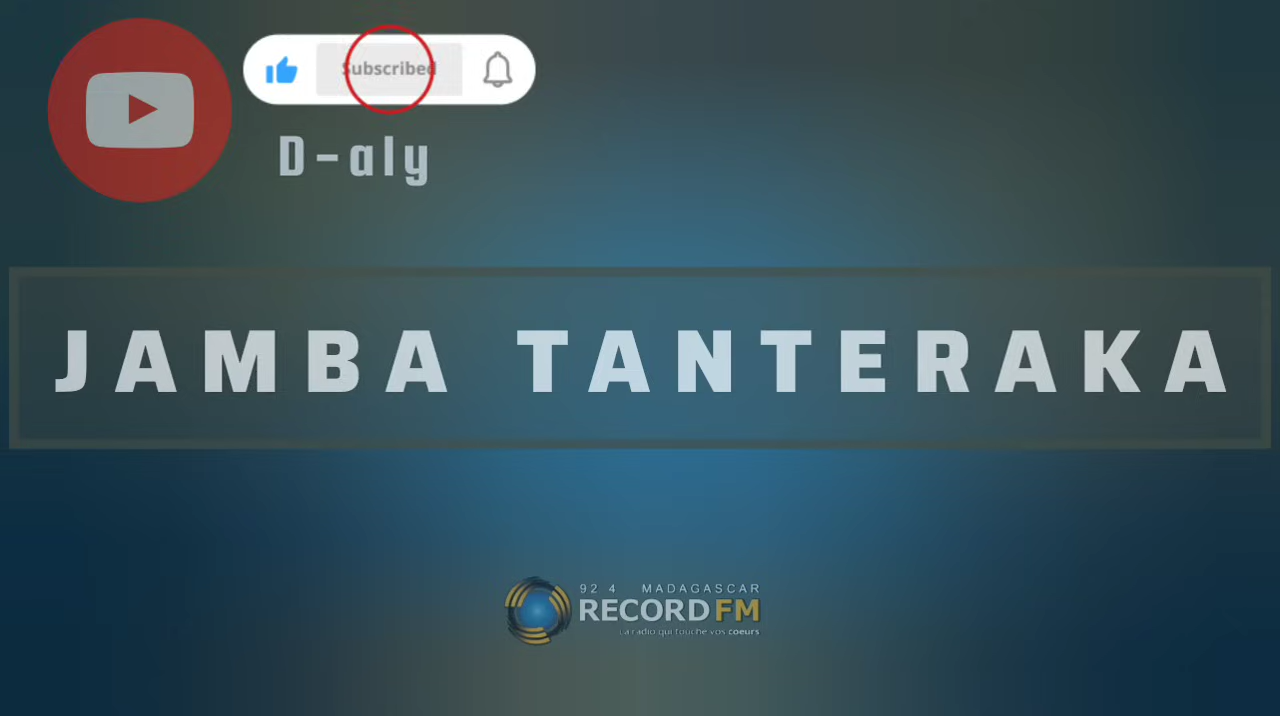 Subscribed
D-aly
JAMBA TANTERAKA
92 4 MADAGASCAR
RECORD FM
La radio qui touche vos coeurs